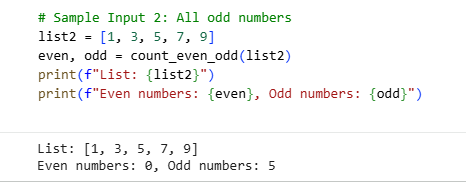 # Sample Input 2: All odd numbers
list2 = [1, 3, 5, 7, 9]
even, odd = count_even_odd(list2)
print(f"List: {list2}")
print(f"Even numbers: {even}, Odd numbers: {odd}")
List: [1, 3, 5, 7, 9]
Even numbers: 0, Odd numbers: 5